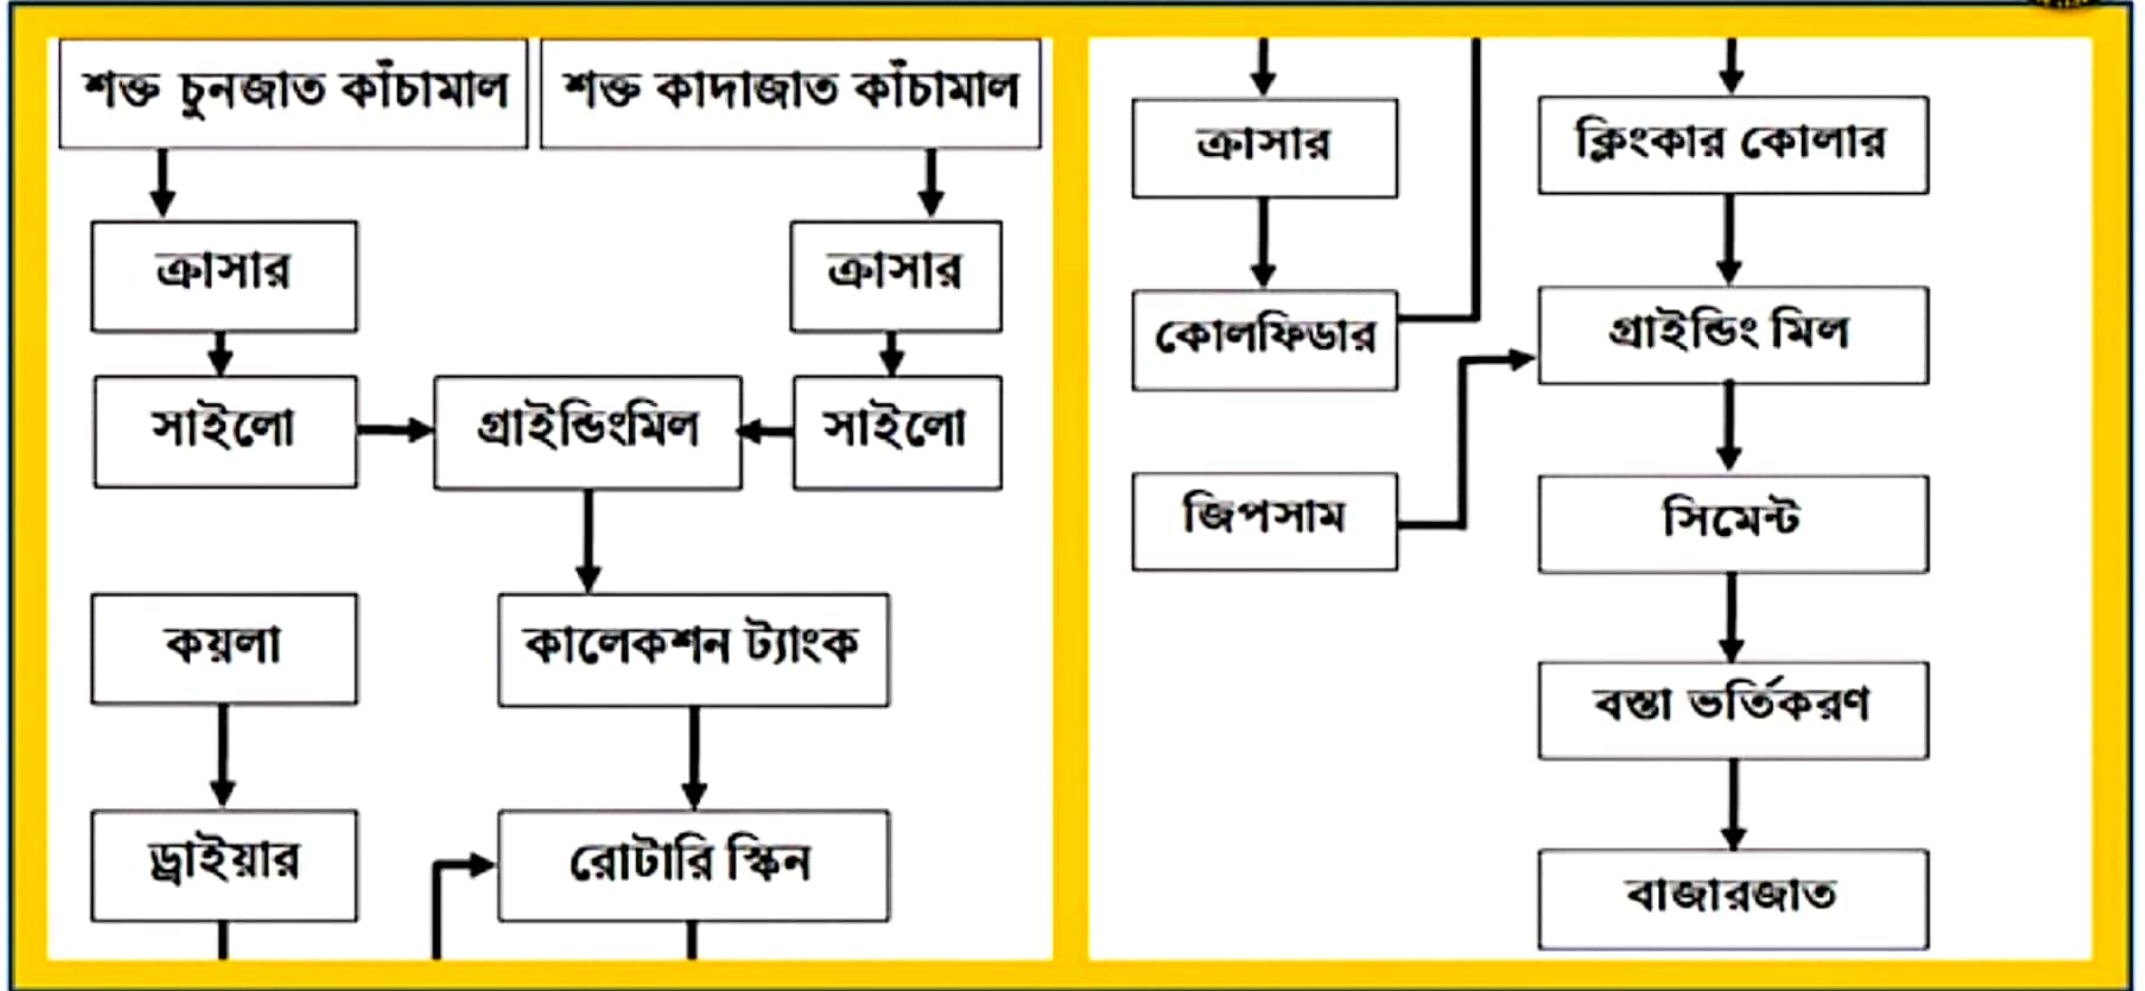 শক্ত চুনজাত কাঁচামাল
শক্ত কাদাজাত কাঁচামাল
ক্রাসার
ক্রাসার
সাইলো
গ্রাইন্ডিংমিল
সাইলো
কয়লা
কালেকশন ট্যাংক
ড্রাইয়ার
রোটারি স্কিন
ক্রাসার
ক্লিংকার কোলার
কোলফিডার
গ্রাইন্ডিং মিল
জিপসাম
সিমেন্ট
বস্তা ভর্তিকরণ
বাজারজাত